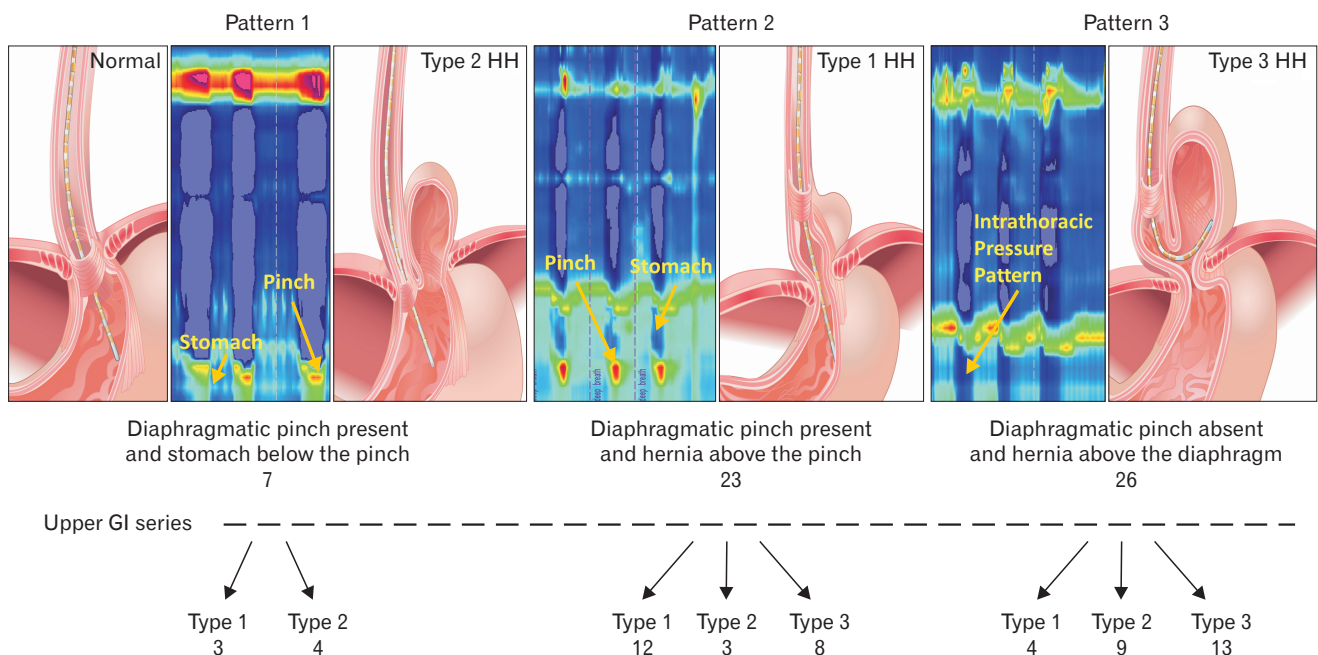 Pattern 1
Pattern 2
Pattern 3
Normal
Type 2 HH
Type 1 HH
Type 3 HH
Pinch
Stomach
Pinch
Stomach
deep breath
Intrathoracic
Pressure
Pattern
Diaphragmatic pinch present
and stomach below the pinch
7
Diaphragmatic pinch present
and hernia above the pinch
23
Diaphragmatic pinch absent
and hernia above the diaphragm
26
Upper GI series
Type 1
3
Type 2
4
Type 1
12
Type 2
3
Type 3
8
Type 1
4
Type 2
9
Type 3
13